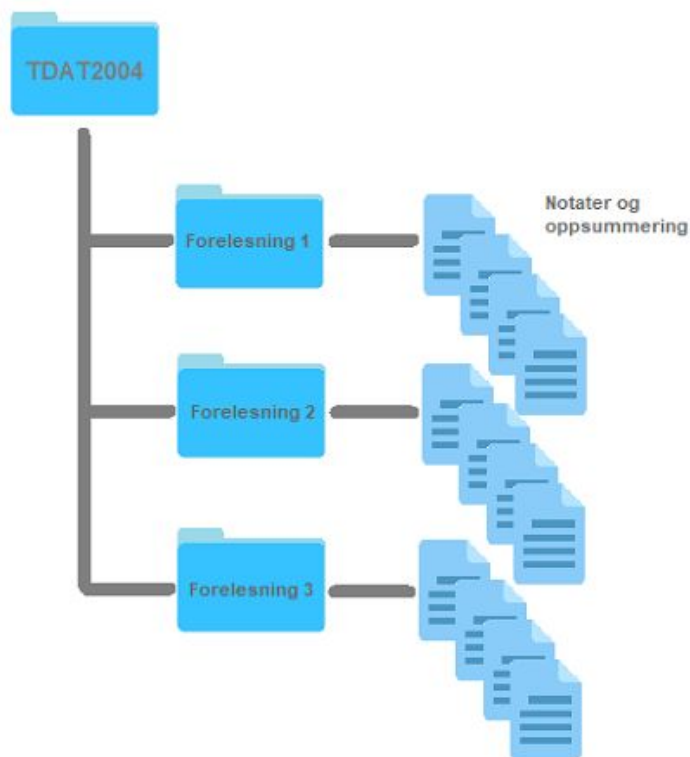 TDAT2004
Forelesning 1
Notater og
oppsummering
Forelesning 2
Forelesning 3